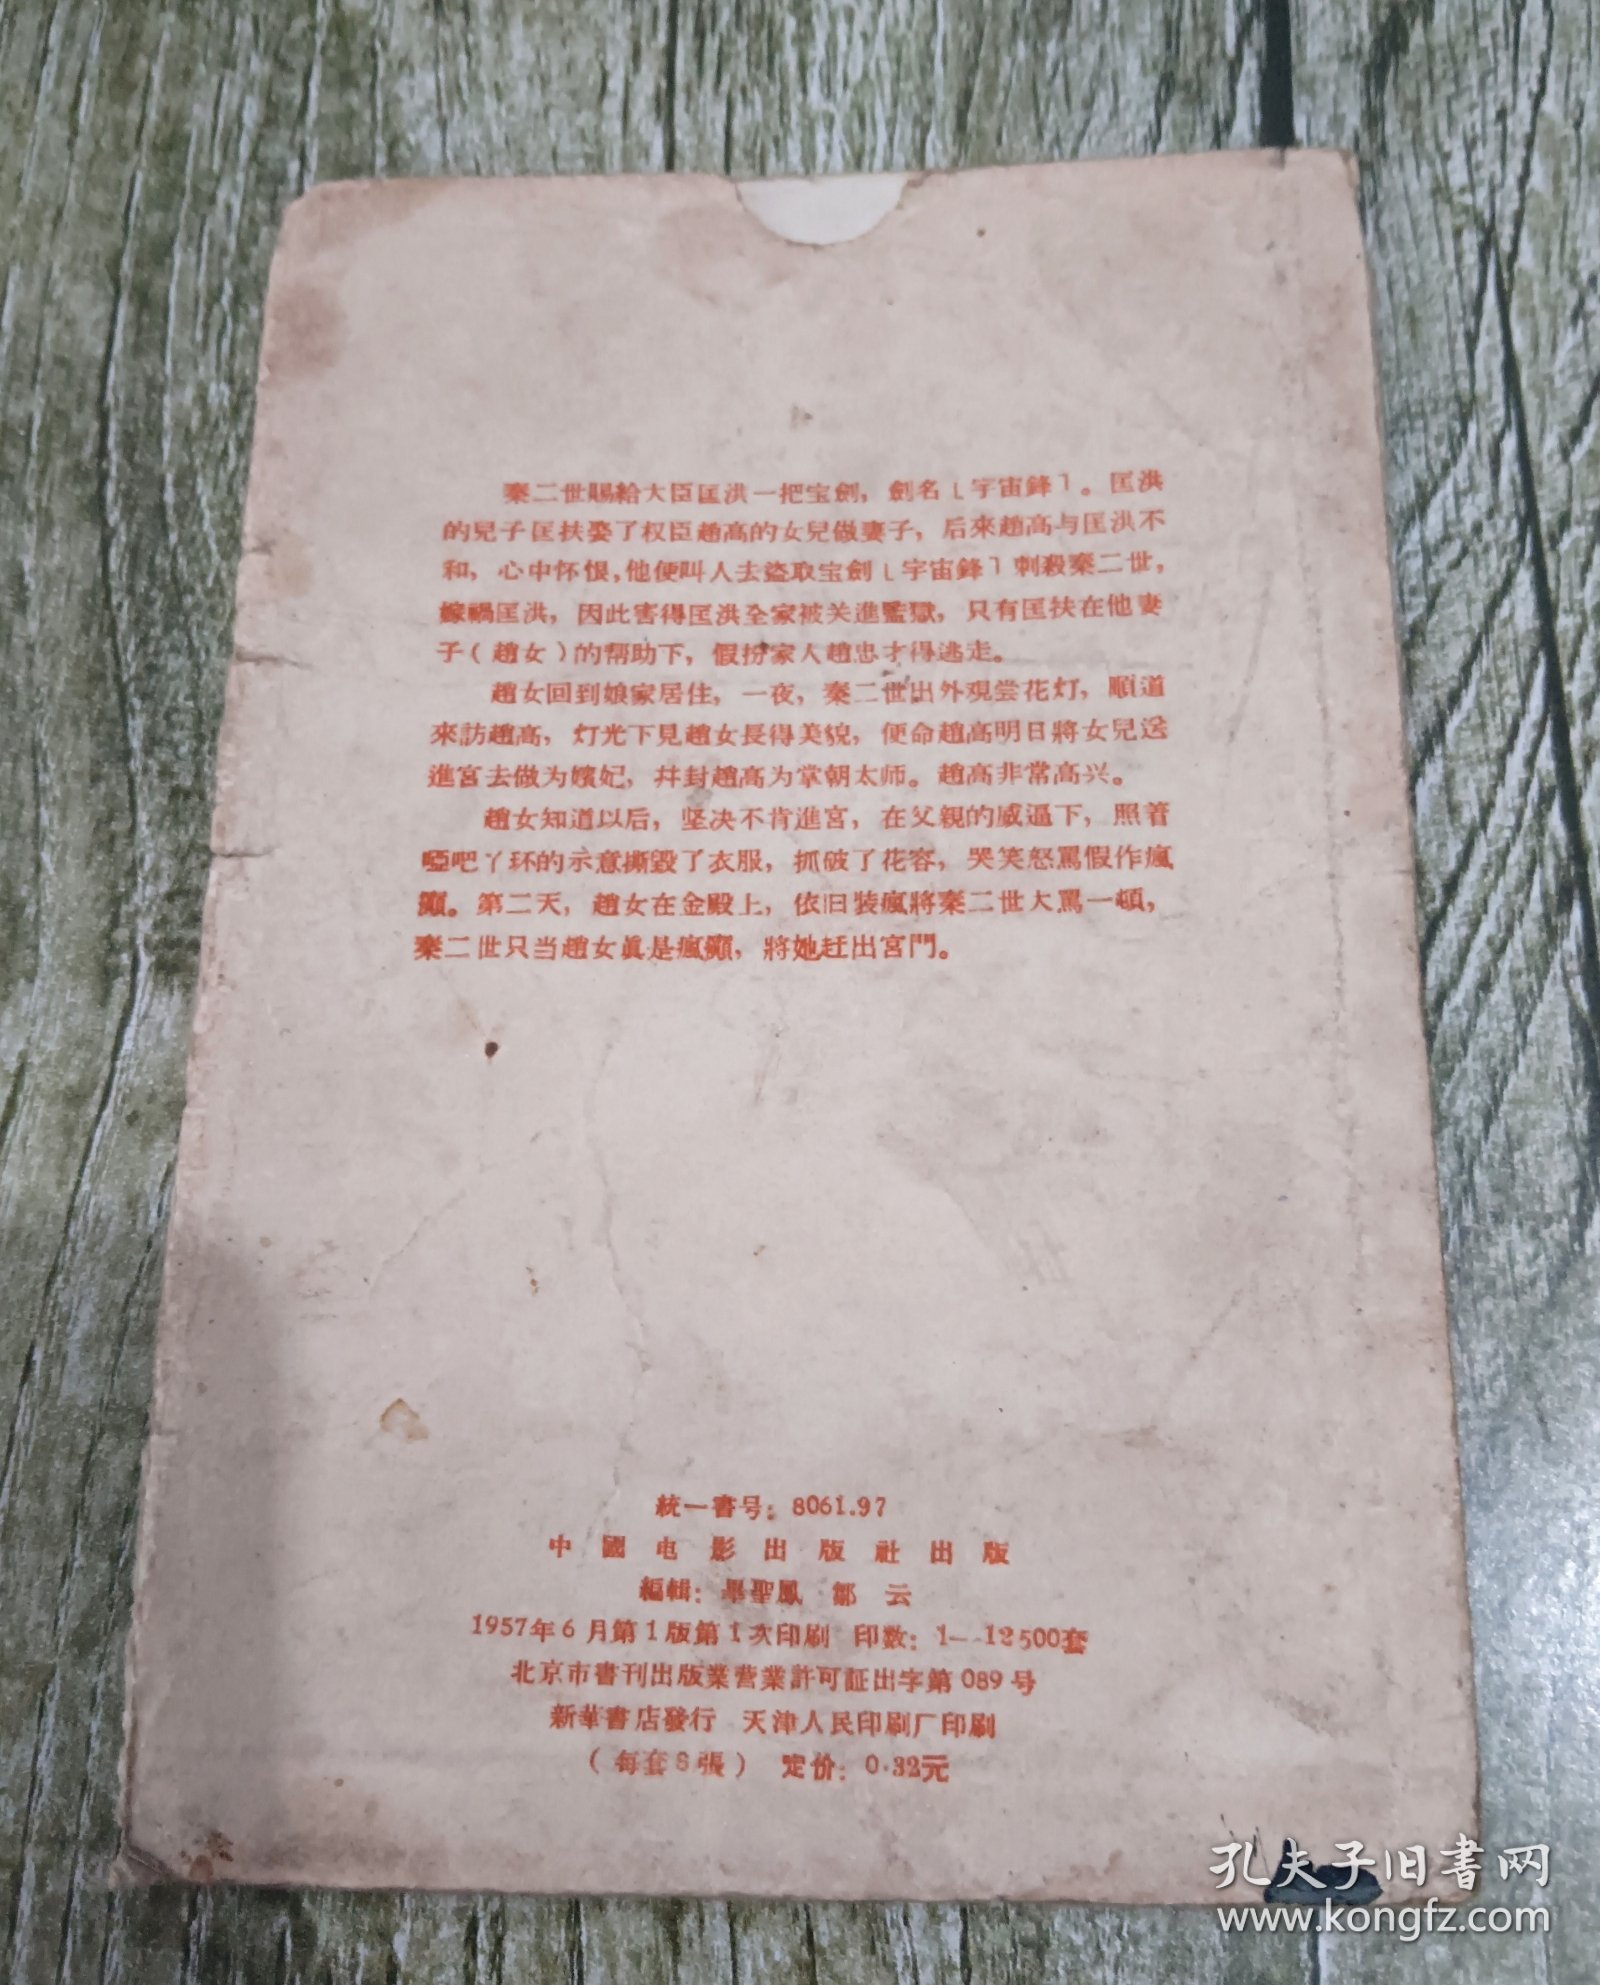 秦二世賜給大臣匡洪一把宝劍，劍名﹝宇宙鋒﹞。匡洪
的兒子匡扶娶了权臣趙高的女兒做妻子，后來趙高与匡洪不
和，心中怀恨，他便叫人去盜取宝劍﹝宇宙鋒﹞刺殺秦二世，
嫁禍匡洪，因此害得匡洪全家被关進監獄，只有匡扶在他妻
子（趙女）的幇助下，假扮家人趙忠才得逃走。
趙女回到娘家居住，一夜，秦二世出外观尝花灯，順道
來訪趙高，灯光下見趙女長得美貌，便命趙高明日將女兒送
進宮去做为嬪妃，幷封趙高为掌朝太师。趙高非常高兴。
趙女知道以后，坚决不肯進宮，在父親的威逼下，照着
啞吧丫环的示意撕毀了衣服，抓破了花容，哭笑怒罵假作瘋
癲。第二天，趙女在金殿上，依旧装瘋將秦二世大罵一頓，
秦二世只当趙女眞是瘋癲，將她赶出宮門。
統一書号：8061.97
中國电影出版社出版
編輯：畢聖鳳 鄒云
1957年6月第1版第1次印刷 印数：1—12500套
北京市書刊出版業营業許可証出字第089号
新華書店發行 天津人民印刷厂印刷
（每套8張） 定价：0.32元
孔夫子旧書网
www.kongfz.com